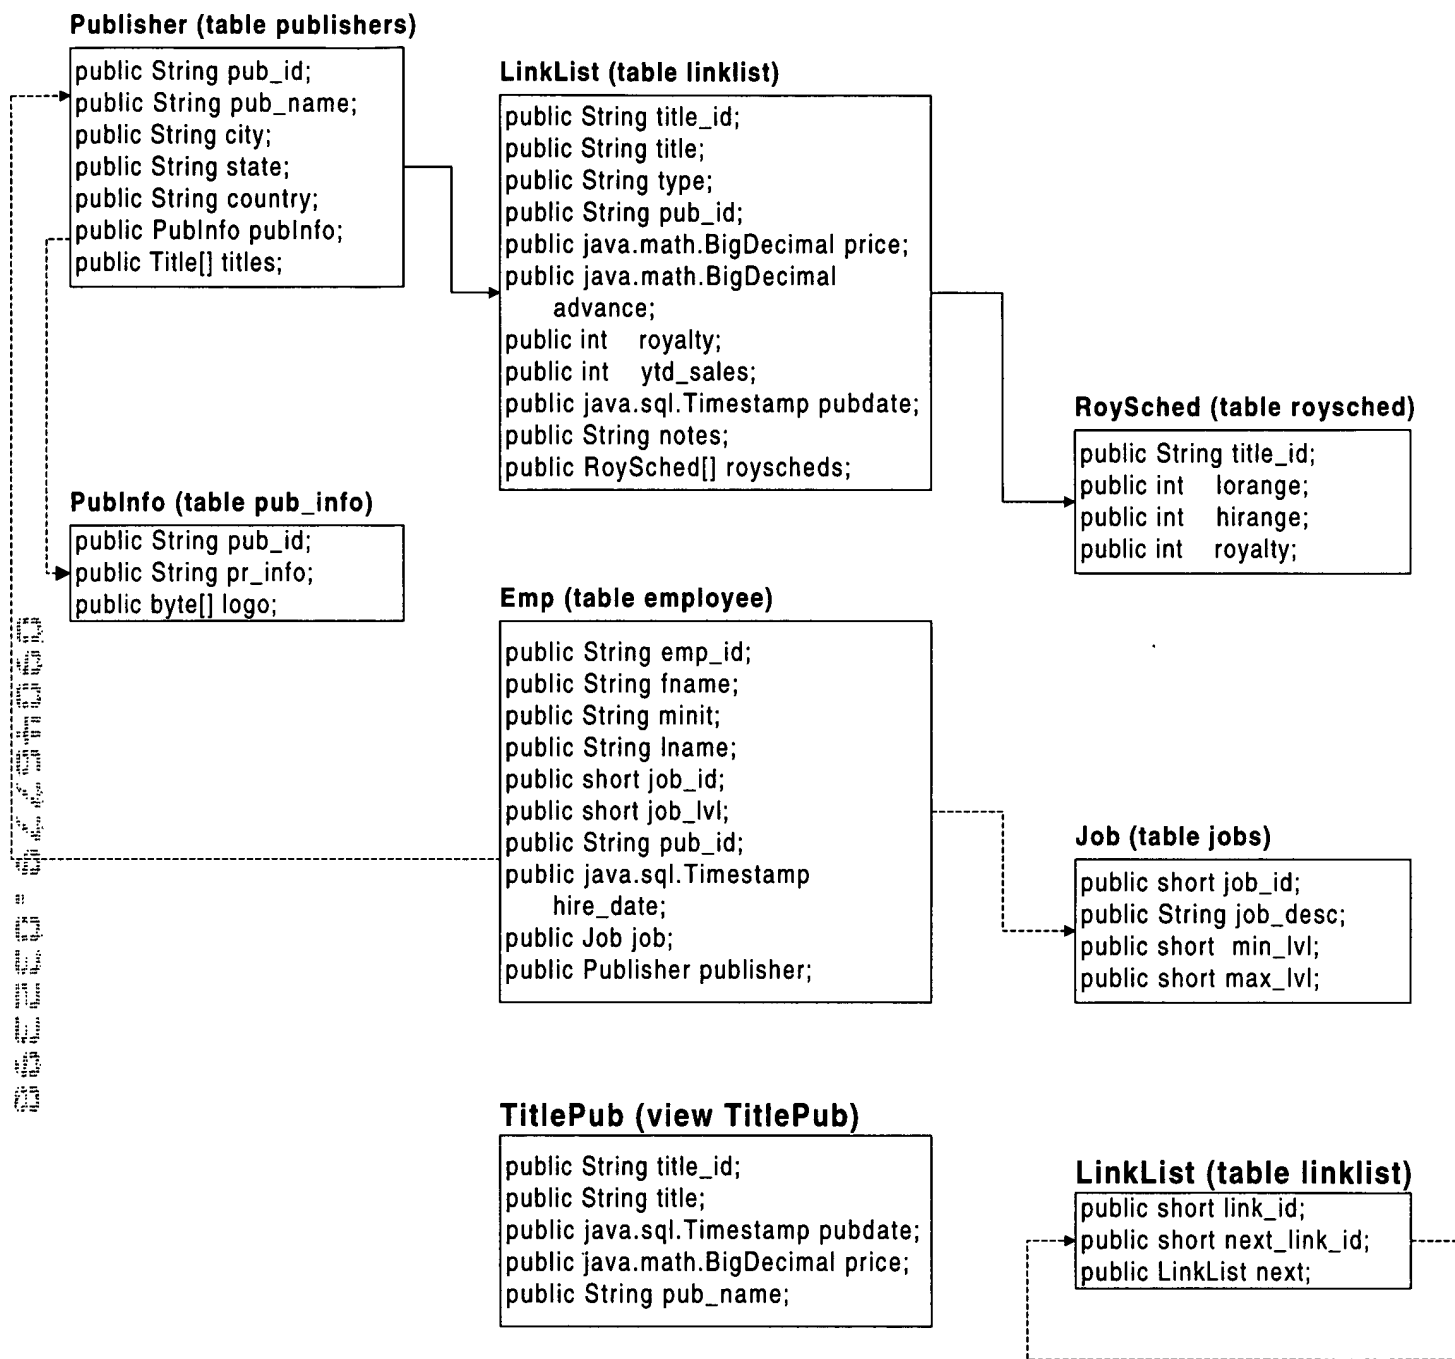 Publisher (table publishers)
public String pub_id;
public String pub_name;
public String city;
public String state;
public String country;
public PubInfo pubInfo;
public Title[] titles;
LinkList (table linklist)
public String title_id;
public String title;
public String type;
public String pub_id;
public java.math.BigDecimal price;
public java.math.BigDecimal
advance;
public int royalty;
public int ytd_sales;
public java.sql.Timestamp pubdate;
public String notes;
public RoySched[] royscheds;
RoySched (table roysched)
public String title_id;
public int lorange;
public int hirange;
public int royalty;
PubInfo (table pub_info)
public String pub_id;
public String pr_info;
public byte[] logo;
Emp (table employee)
public String emp_id;
public String fname;
public String minit;
public String lname;
public short job_id;
public short job_lvl;
public String pub_id;
public java.sql.Timestamp
hire_date;
public Job job;
public Publisher publisher;
Job (table jobs)
public short job_id;
public String job_desc;
public short min_lvl;
public short max_lvl;
TitlePub (view TitlePub)
public String title_id;
public String title;
public java.sql.Timestamp pubdate;
public java.math.BigDecimal price;
public String pub_name;
LinkList (table linklist)
public short link_id;
public short next_link_id;
public LinkList next;